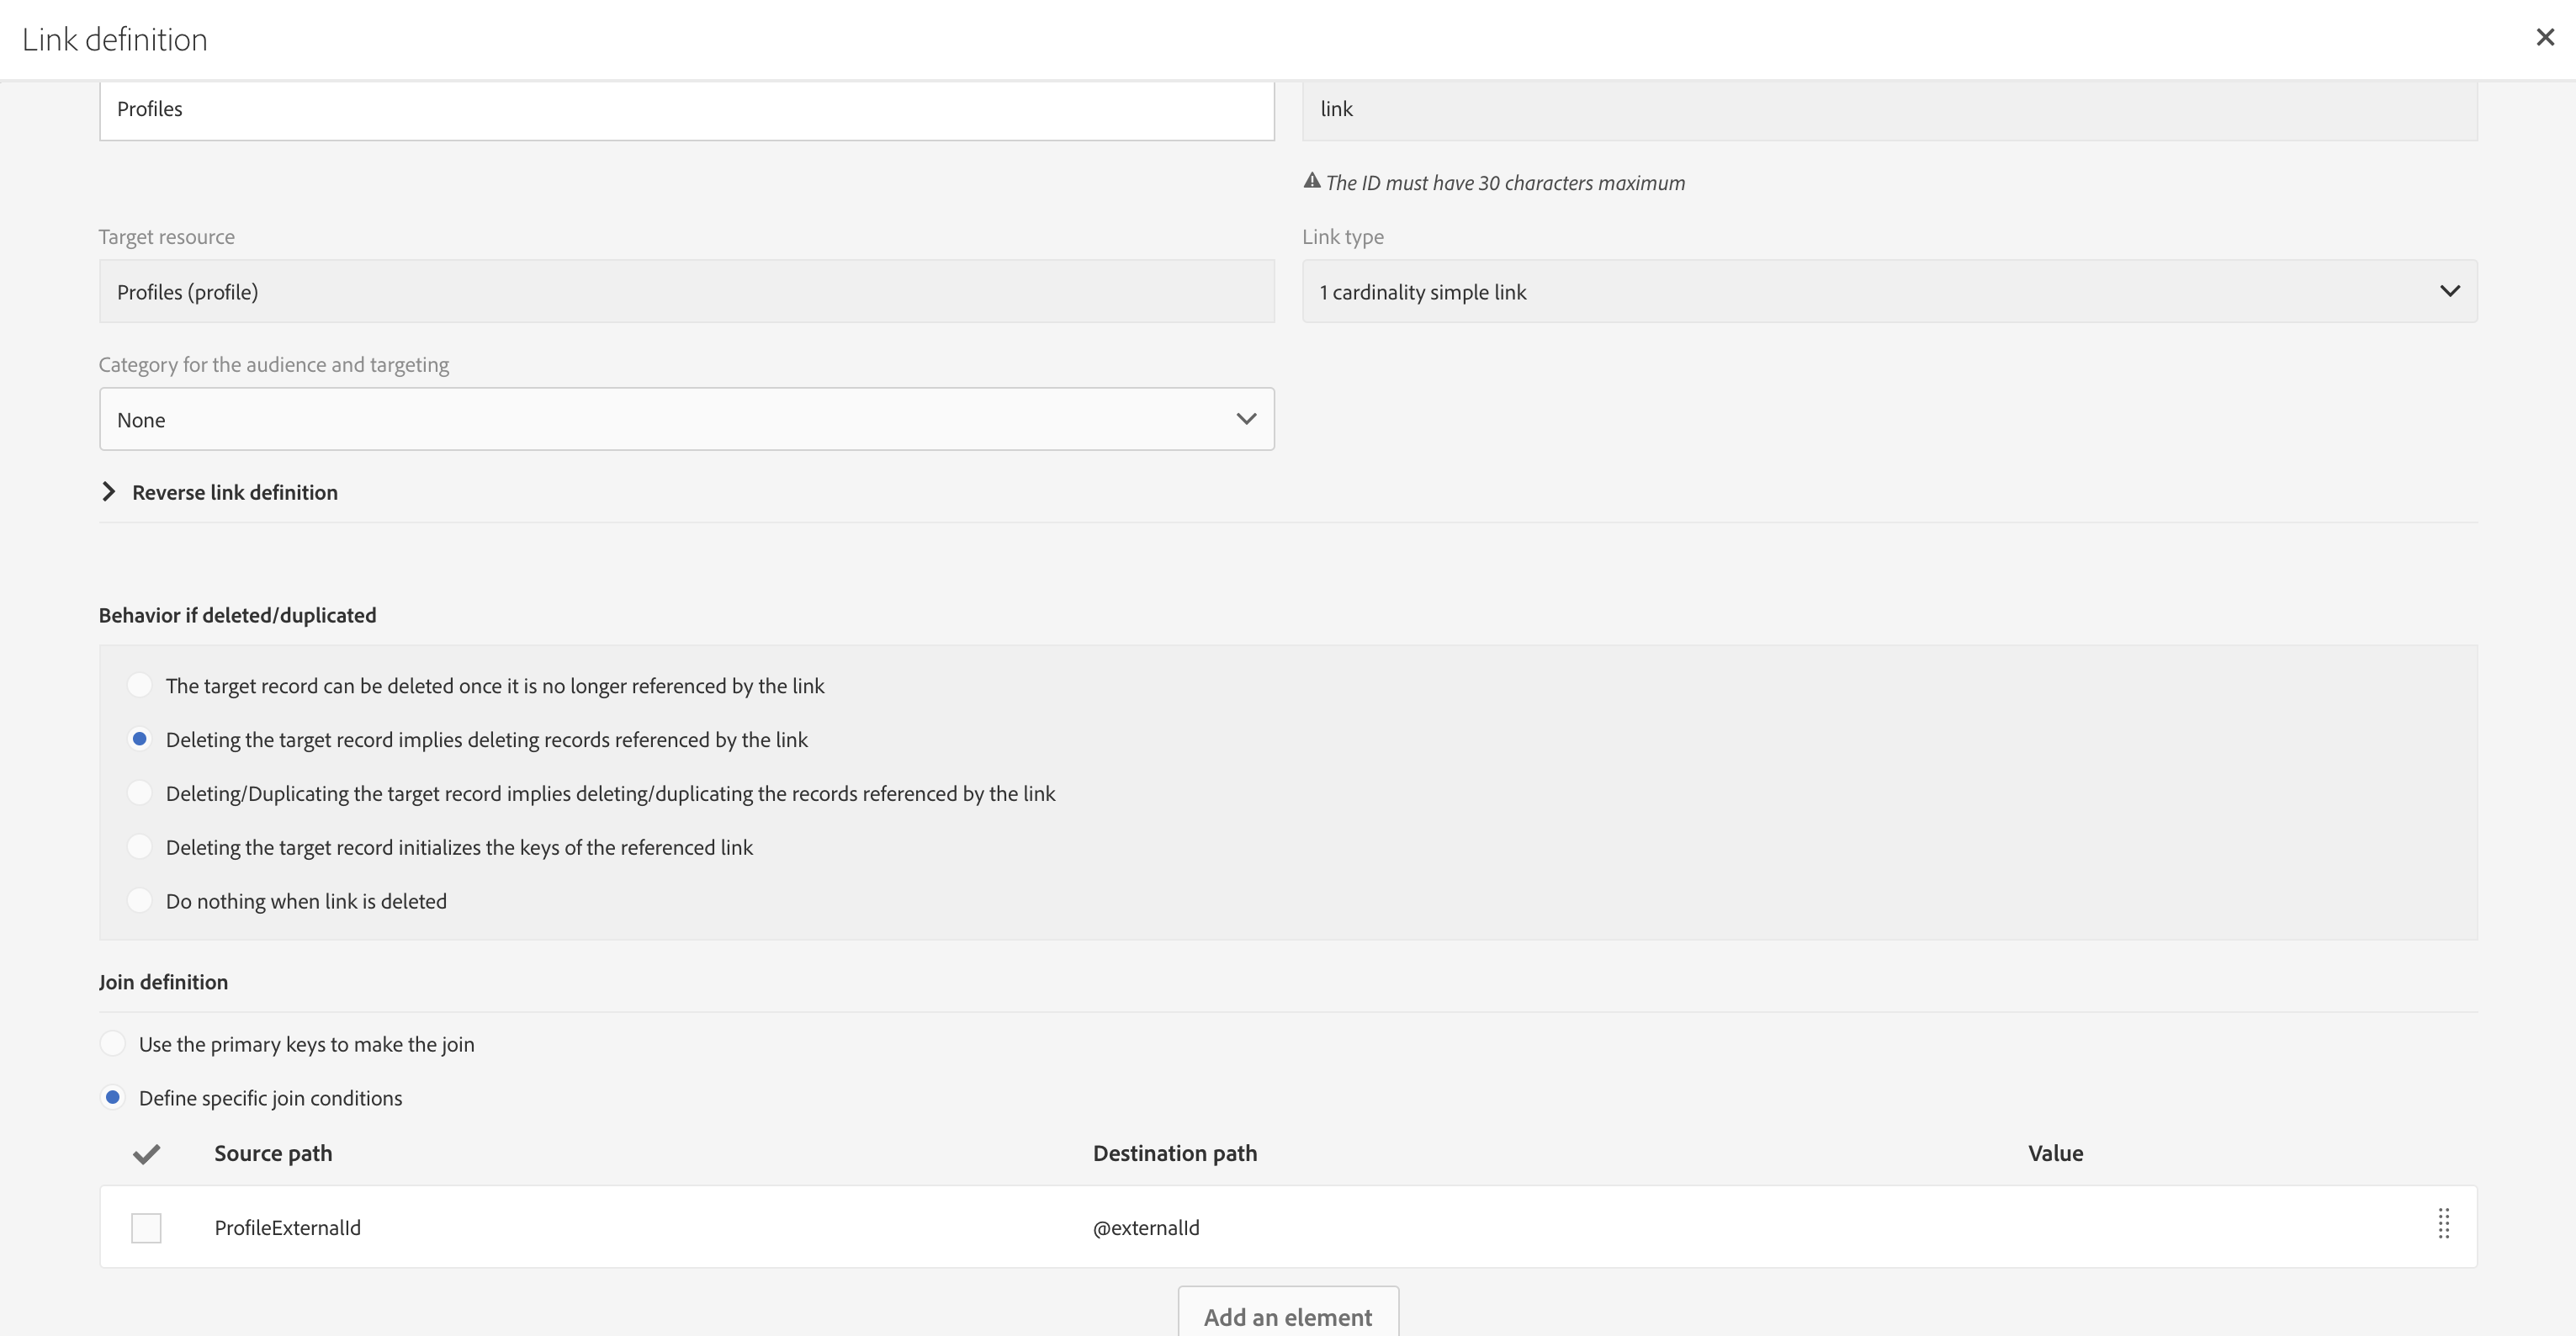 Link definition
Profiles
link
The ID must have 30 characters maximum
Target resource
Link type
Profiles (profile)
1 cardinality simple link
Category for the audience and targeting
None
Reverse link definition
Behavior if deleted/duplicated
The target record can be deleted once it is no longer referenced by the link
Deleting the target record implies deleting records referenced by the link
Deleting/Duplicating the target record implies deleting/duplicating the records referenced by the link
Deleting the target record initializes the keys of the referenced link
Do nothing when link is deleted
Join definition
Use the primary keys to make the join
Define specific join conditions
Source path Destination path Value
ProfileExternalId @externalId
Add an element